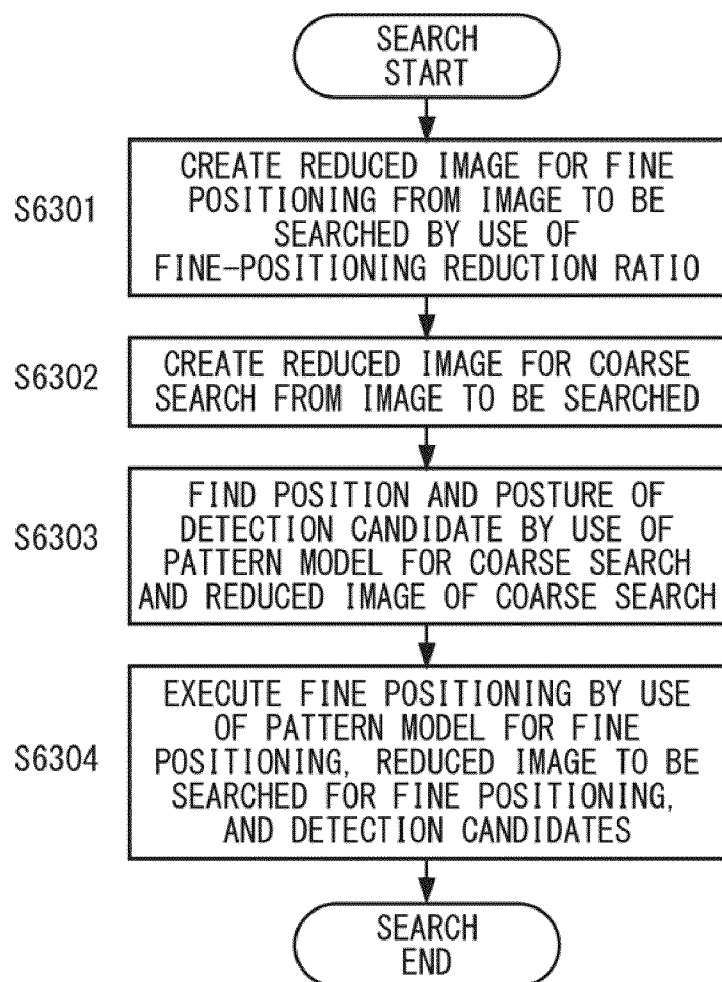 SEARCH
START
S6301
CREATE REDUCED IMAGE FOR FINE
POSITIONING FROM IMAGE TO BE
SEARCHED BY USE OF
FINE-POSITIONING REDUCTION RATIO
S6302
CREATE REDUCED IMAGE FOR COARSE
SEARCH FROM IMAGE TO BE SEARCHED
S6303
FIND POSITION AND POSTURE OF
DETECTION CANDIDATE BY USE OF
PATTERN MODEL FOR COARSE SEARCH
AND REDUCED IMAGE OF COARSE SEARCH
S6304
EXECUTE FINE POSITIONING BY USE
OF PATTERN MODEL FOR FINE
POSITIONING, REDUCED IMAGE TO BE
SEARCHED FOR FINE POSITIONING,
AND DETECTION CANDIDATES
SEARCH
END